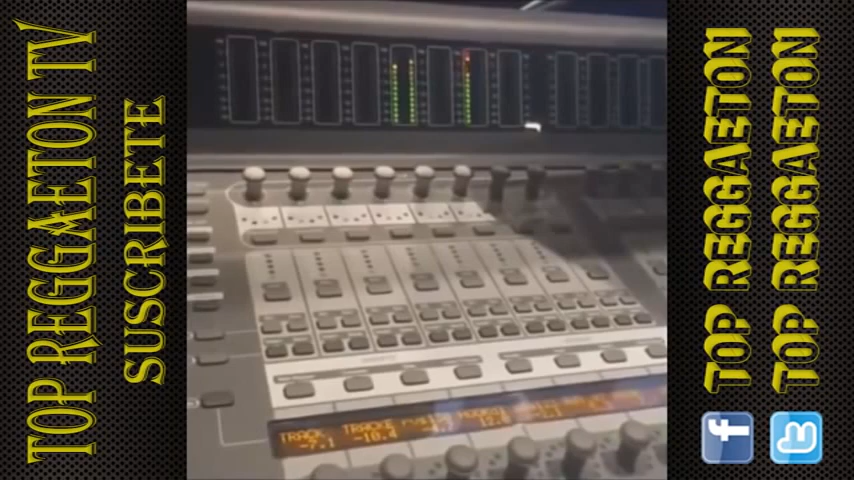 TOP REGGAETON TV
SUSCRIBETE
TOP REGGAETON
TOP REGGAETON
f
TRACK
-7.1
-10.4